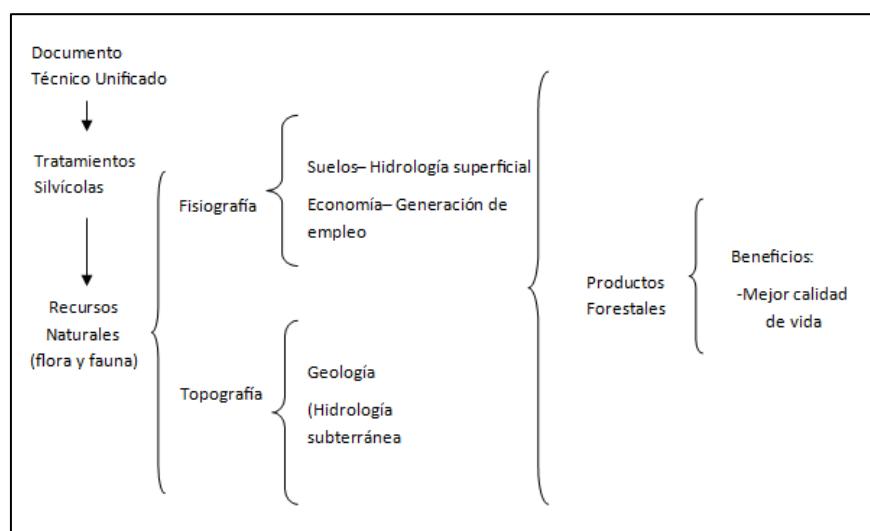 Documento
Técnico Unificado
Tratamientos
Silvícolas
Recursos
Naturales
(flora y fauna)
Fisiografía
Suelos– Hidrología superficial
Economía– Generación de
empleo
Topografía
Geología
(Hidrología
subterránea
Productos
Forestales
Beneficios:
-Mejor calidad
de vida